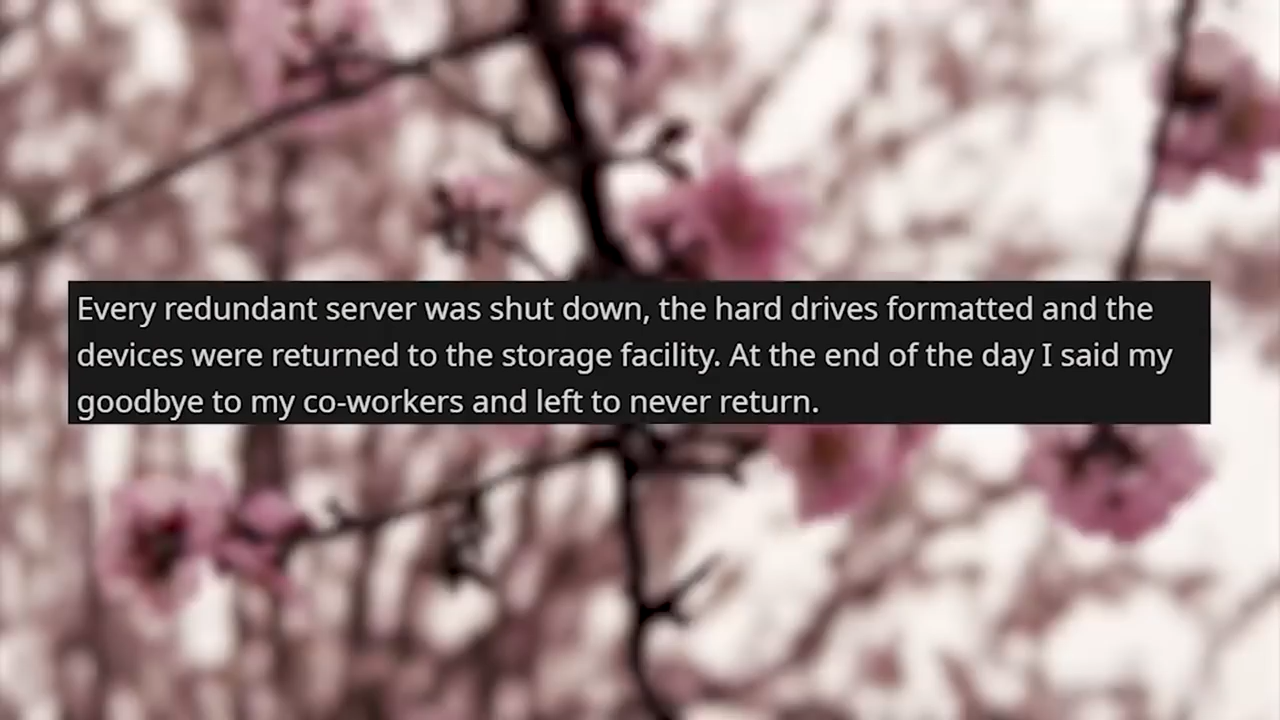 Every redundant server was shut down, the hard drives formatted and the
devices were returned to the storage facility. At the end of the day I said my
goodbye to my co-workers and left to never return.